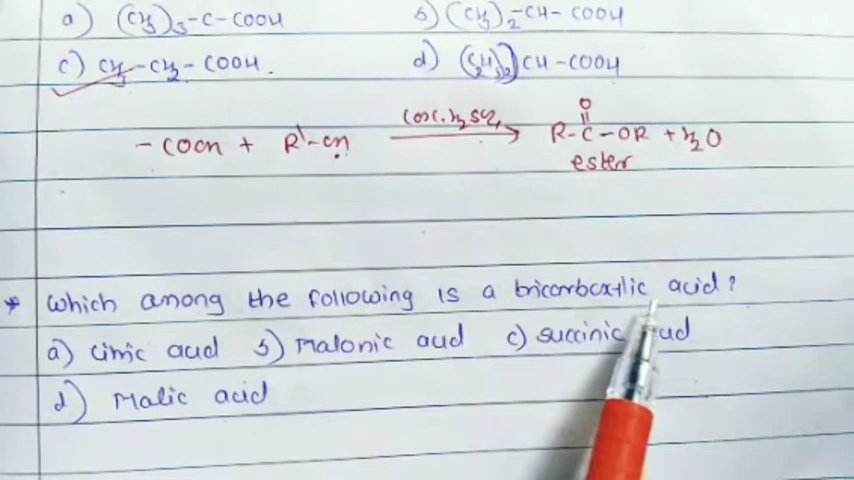 a) (CH3)3-C-COOH b) (CH3)2-CH-COOH
c) CH3-CH2-COOH. d) (C2H5)2CH-COOH
O
-COOH + R'-OH Conc. H2SO4 R-C-OR + H2O
ester
* Which among the following is a tricarboxylic acid?
a) Citric acid b) Malonic acid c) succinic acid
d) Malic acid